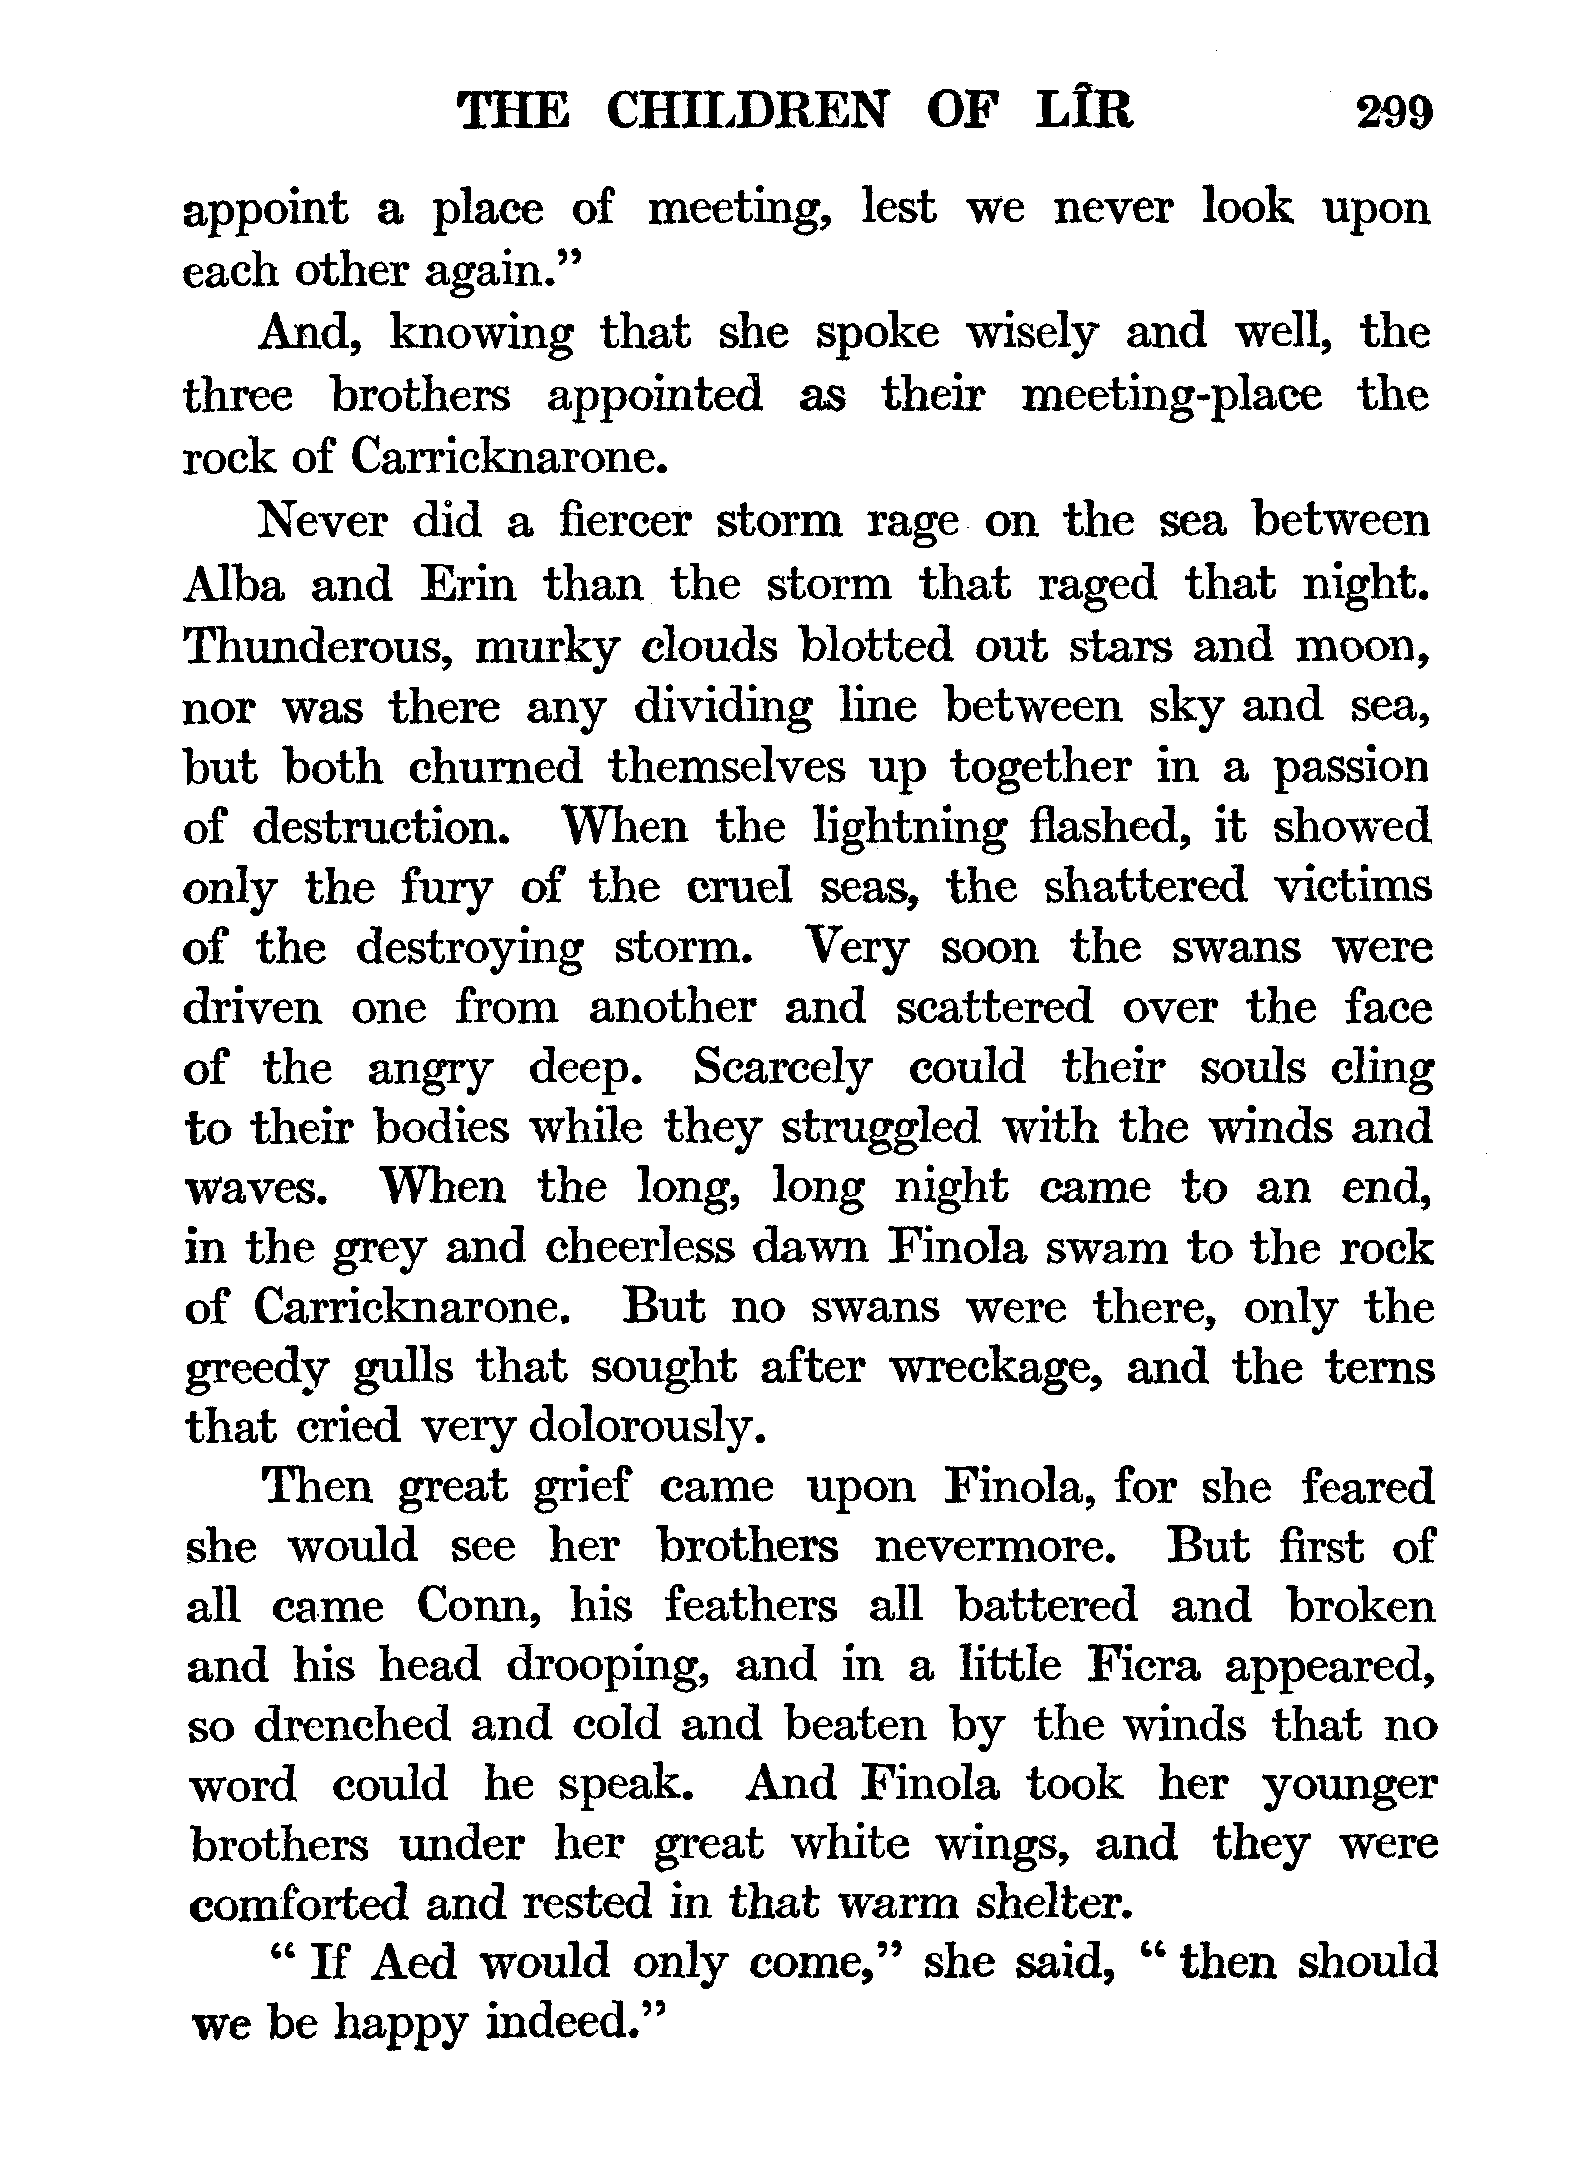 THE CHILDREN OF LÎR 299
appoint a place of meeting, lest we never look upon
each other again.”
And, knowing that she spoke wisely and well, the
three brothers appointed as their meeting-place the
rock of Carricknarone.
Never did a fiercer storm rage on the sea between
Alba and Erin than the storm that raged that night.
Thunderous, murky clouds blotted out stars and moon,
nor was there any dividing line between sky and sea,
but both churned themselves up together in a passion
of destruction. When the lightning flashed, it showed
only the fury of the cruel seas, the shattered victims
of the destroying storm. Very soon the swans were
driven one from another and scattered over the face
of the angry deep. Scarcely could their souls cling
to their bodies while they struggled with the winds and
waves. When the long, long night came to an end,
in the grey and cheerless dawn Finola swam to the rock
of Carricknarone. But no swans were there, only the
greedy gulls that sought after wreckage, and the terns
that cried very dolorously.
Then great grief came upon Finola, for she feared
she would see her brothers nevermore. But first of
all came Conn, his feathers all battered and broken
and his head drooping, and in a little Ficra appeared,
so drenched and cold and beaten by the winds that no
word could he speak. And Finola took her younger
brothers under her great white wings, and they were
comforted and rested in that warm shelter.
“ If Aed would only come,” she said, “ then should
we be happy indeed.”